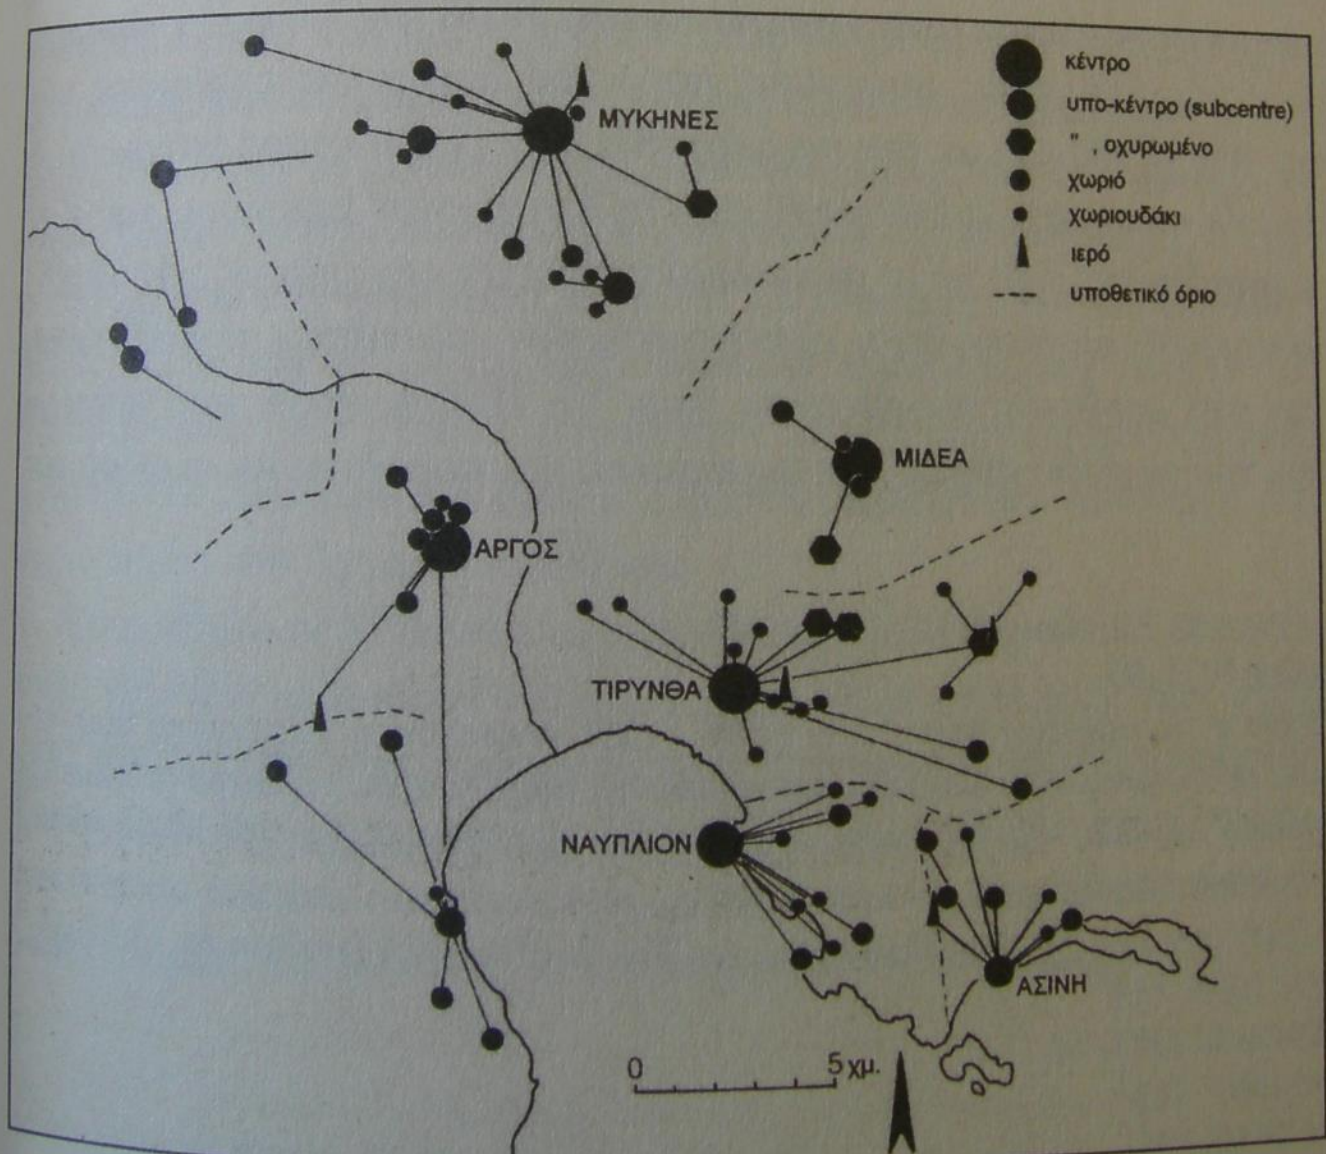 κέντρο
υπο-κέντρο (subcentre)
" , οχυρωμένο
χωριό
χωριουδάκι
ιερό
υποθετικό όριο
ΜΥΚΗΝΕΣ
ΜΙΔΕΑ
ΑΡΓΟΣ
ΤΙΡΥΝΘΑ
ΝΑΥΠΛΙΟΝ
ΑΣΙΝΗ
0 5 χμ.